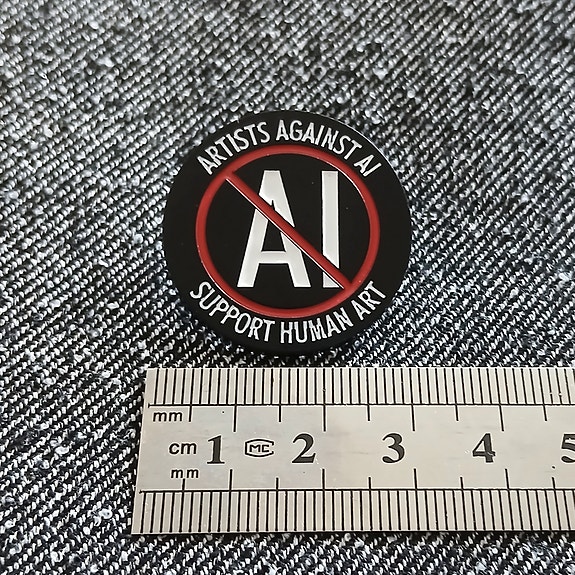 ARTISTS AGAINST AI
AI
SUPPORT HUMAN ART
mm
cm 1 MC 2 3 4 5
mm